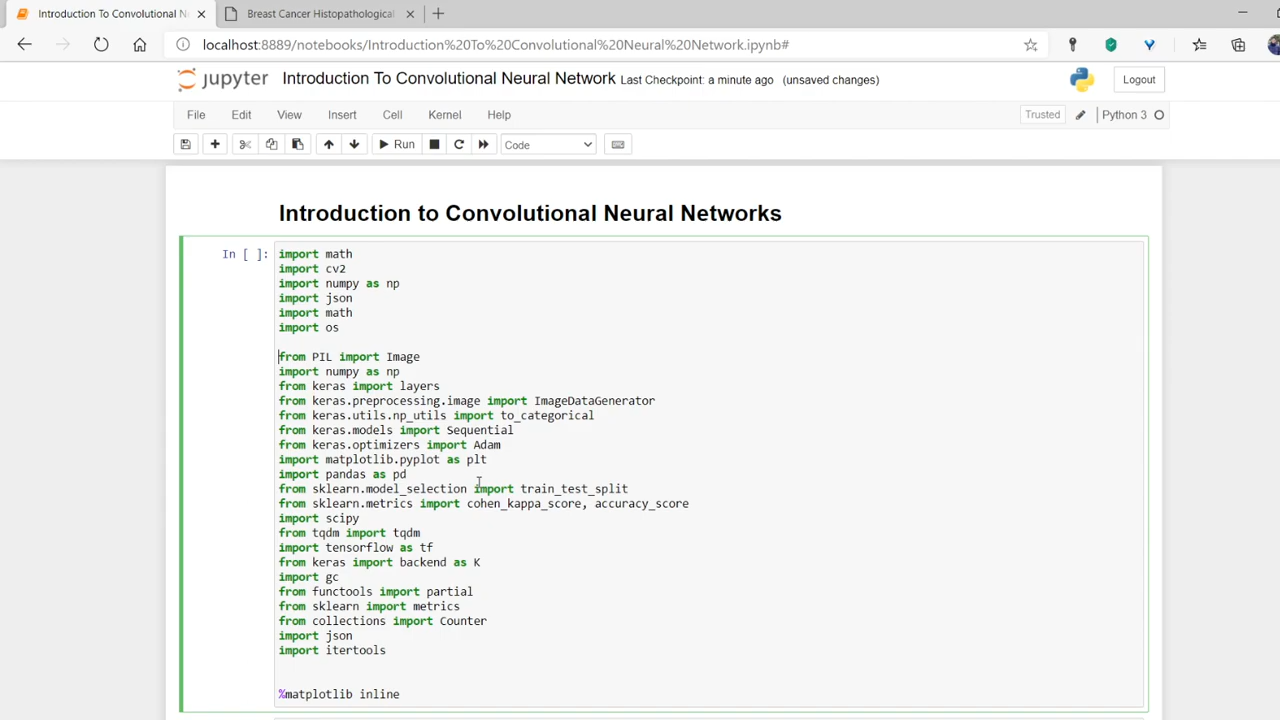 Introduction To Convolutional N
Breast Cancer Histopathological
localhost:8889/notebooks/Introduction%20To%20Convolutional%20Neural%20Network.ipynb#
jupyter Introduction To Convolutional Neural Network Last Checkpoint: a minute ago (unsaved changes)
Logout
File Edit View Insert Cell Kernel Help
Trusted
Python 3
Run
Code
Introduction to Convolutional Neural Networks
In [ ]:
import math
import cv2
import numpy as np
import json
import math
import os
from PIL import Image
import numpy as np
from keras import layers
from keras.preprocessing.image import ImageDataGenerator
from keras.utils.np_utils import to_categorical
from keras.models import Sequential
from keras.optimizers import Adam
import matplotlib.pyplot as plt
import pandas as pd
from sklearn.model_selection import train_test_split
from sklearn.metrics import cohen_kappa_score, accuracy_score
import scipy
from tqdm import tqdm
import tensorflow as tf
from keras import backend as K
import gc
from functools import partial
from sklearn import metrics
from collections import Counter
import json
import itertools
%matplotlib inline